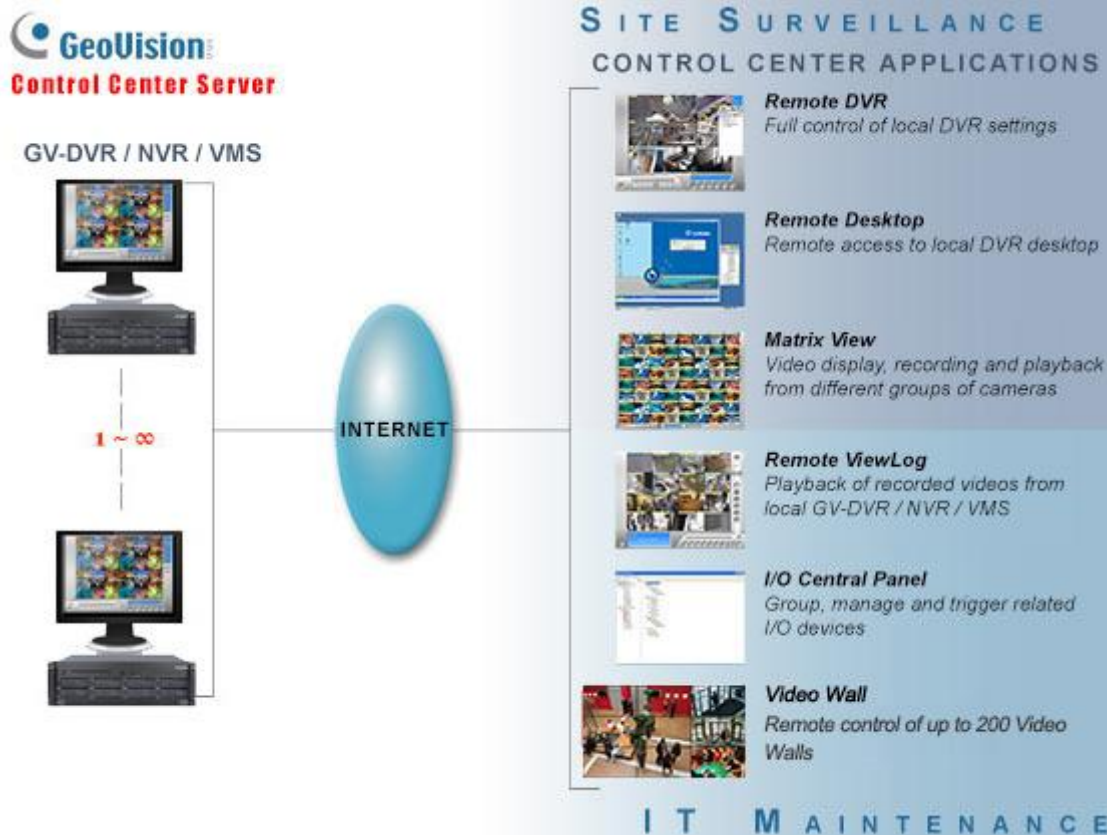 GeoVision
Control Center Server
GV-DVR / NVR / VMS
1 ~ ∞
INTERNET
SITE SURVEILLANCE
CONTROL CENTER APPLICATIONS
Remote DVR
Full control of local DVR settings
Remote Desktop
Remote access to local DVR desktop
Matrix View
Video display, recording and playback
from different groups of cameras
Remote ViewLog
Playback of recorded videos from
local GV-DVR / NVR / VMS
I/O Central Panel
Group, manage and trigger related
I/O devices
Video Wall
Remote control of up to 200 Video
Walls
IT MAINTENANCE